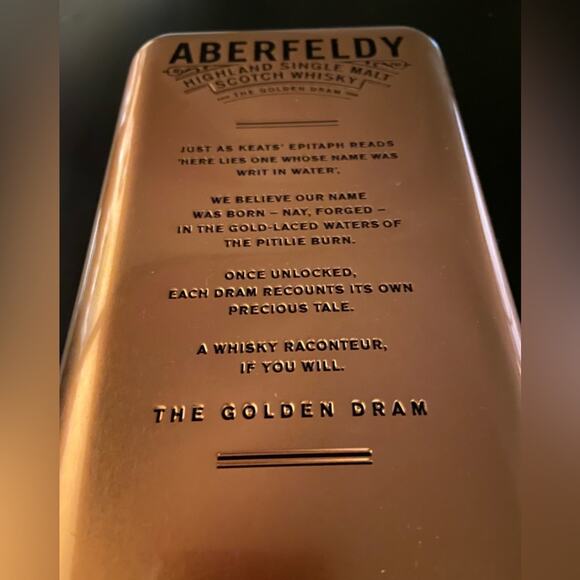 ABERFELDY
HIGHLAND SINGLE MALT
SCOTCH WHISKY
THE GOLDEN DRAM
JUST AS KEATS' EPITAPH READS
'HERE LIES ONE WHOSE NAME WAS
WRIT IN WATER',
WE BELIEVE OUR NAME
WAS BORN – NAY, FORGED –
IN THE GOLD-LACED WATERS OF
THE PITILIE BURN.
ONCE UNLOCKED,
EACH DRAM RECOUNTS ITS OWN
PRECIOUS TALE.
A WHISKY RACONTEUR,
IF YOU WILL.
THE GOLDEN DRAM